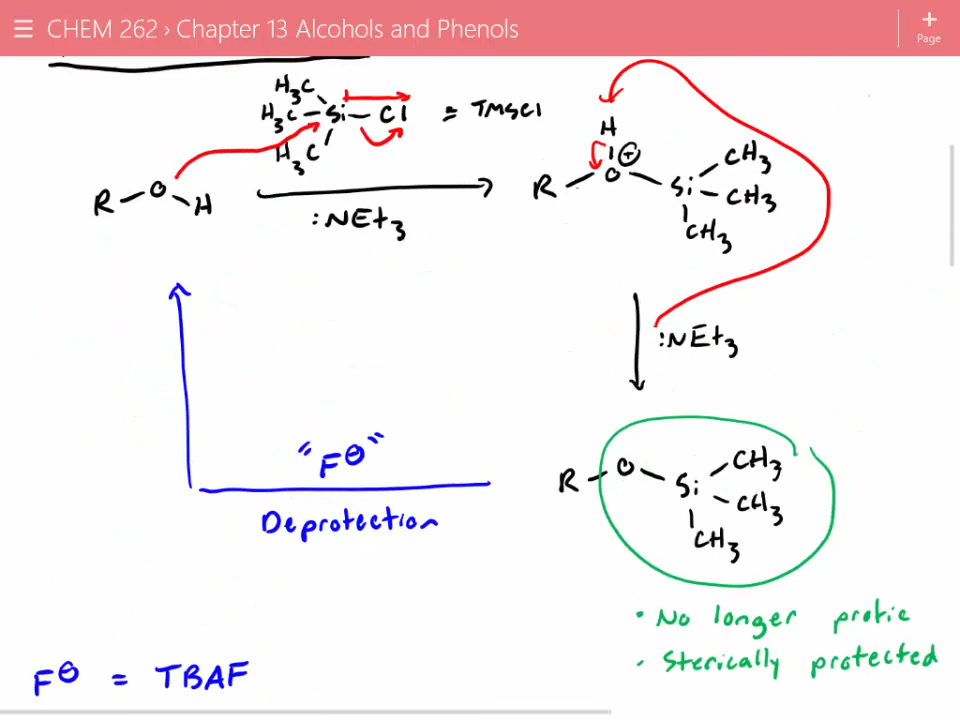 CHEM 262 › Chapter 13 Alcohols and Phenols
+
Page
H3C
H3C – Si – Cl = TMSCl
H3C
R – O – H
:NEt3
H
R – O⊕ – Si – CH3
CH3
CH3
:NEt3
"F⊖"
Deprotection
R – O – Si – CH3
CH3
CH3
• No longer protic
• Sterically protected
F⊖ = TBAF